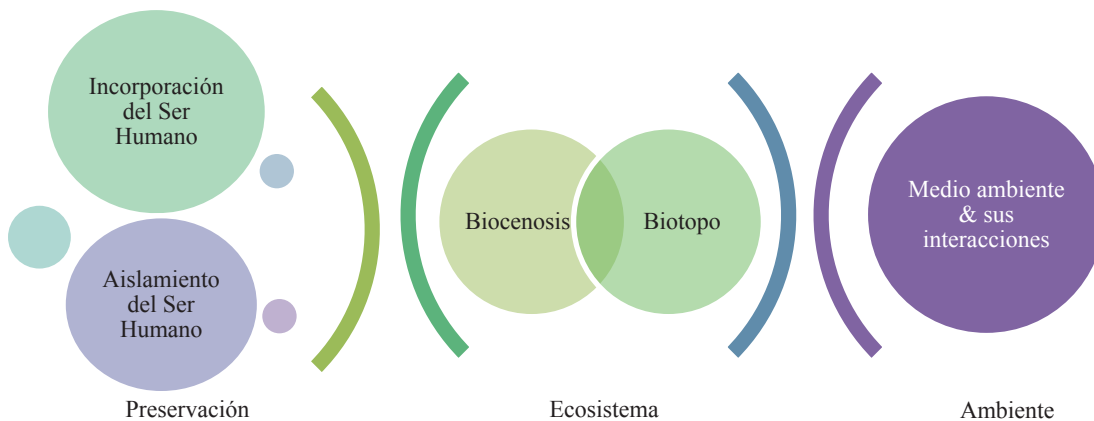 Incorporación
del Ser
Humano
Aislamiento
del Ser
Humano
Preservación
Biocenosis
Biotopo
Ecosistema
Medio ambiente
& sus
interacciones
Ambiente